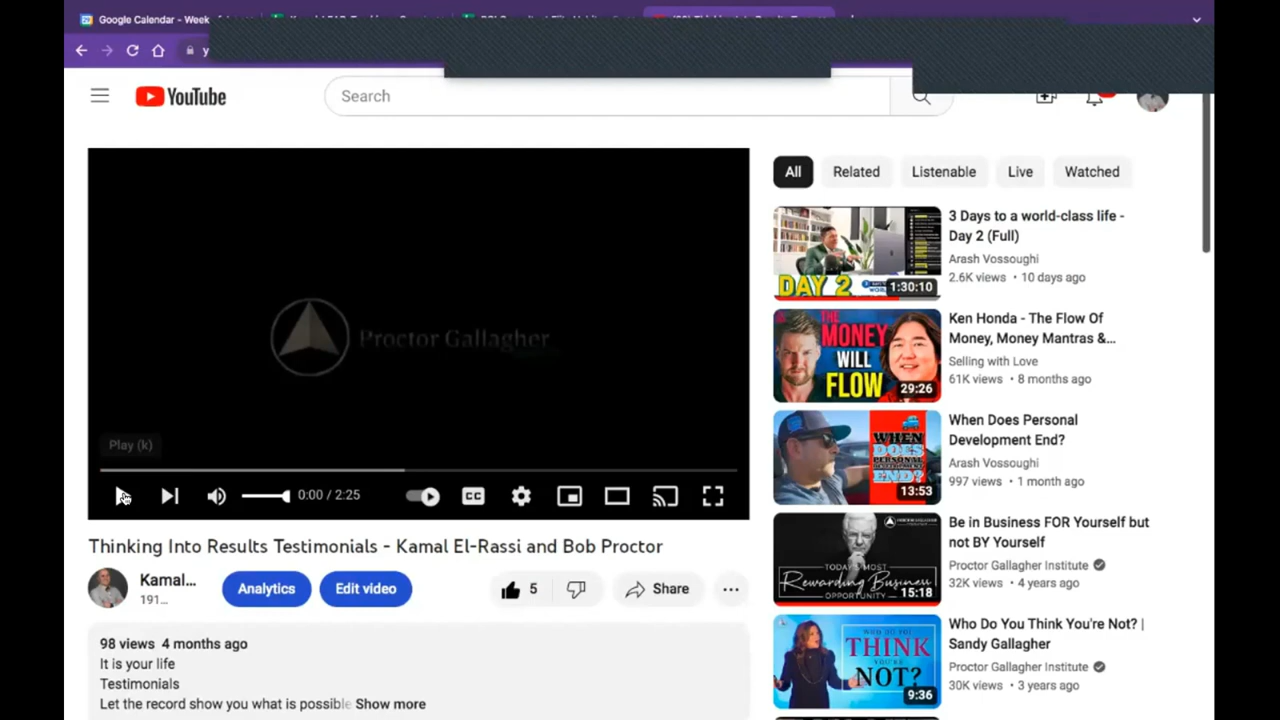 Google Calendar - Week
y
YouTube
Search
Proctor Gallagher
Play (k)
0:00 / 2:25
CC
Thinking Into Results Testimonials - Kamal El-Rassi and Bob Proctor
Kamal...
191...
Analytics
Edit video
5
Share
98 views 4 months ago
It is your life
Testimonials
Let the record show you what is possible Show more
All
Related
Listenable
Live
Watched
DAY 2
1:30:10
3 Days to a world-class life -
Day 2 (Full)
Arash Vossoughi
2.6K views • 10 days ago
THE
MONEY
WILL
FLOW
29:26
Ken Honda - The Flow Of
Money, Money Mantras &...
Selling with Love
61K views • 8 months ago
WHEN
DOES
PERSONAL
DEVELOPMENT
END?
13:53
When Does Personal
Development End?
Arash Vossoughi
997 views • 1 month ago
TODAY'S MOST
Rewarding Business
OPPORTUNITY
15:18
Be in Business FOR Yourself but
not BY Yourself
Proctor Gallagher Institute
32K views • 4 years ago
WHO DO YOU
THINK
YOU'RE
NOT?
9:36
Who Do You Think You're Not? |
Sandy Gallagher
Proctor Gallagher Institute
30K views • 3 years ago